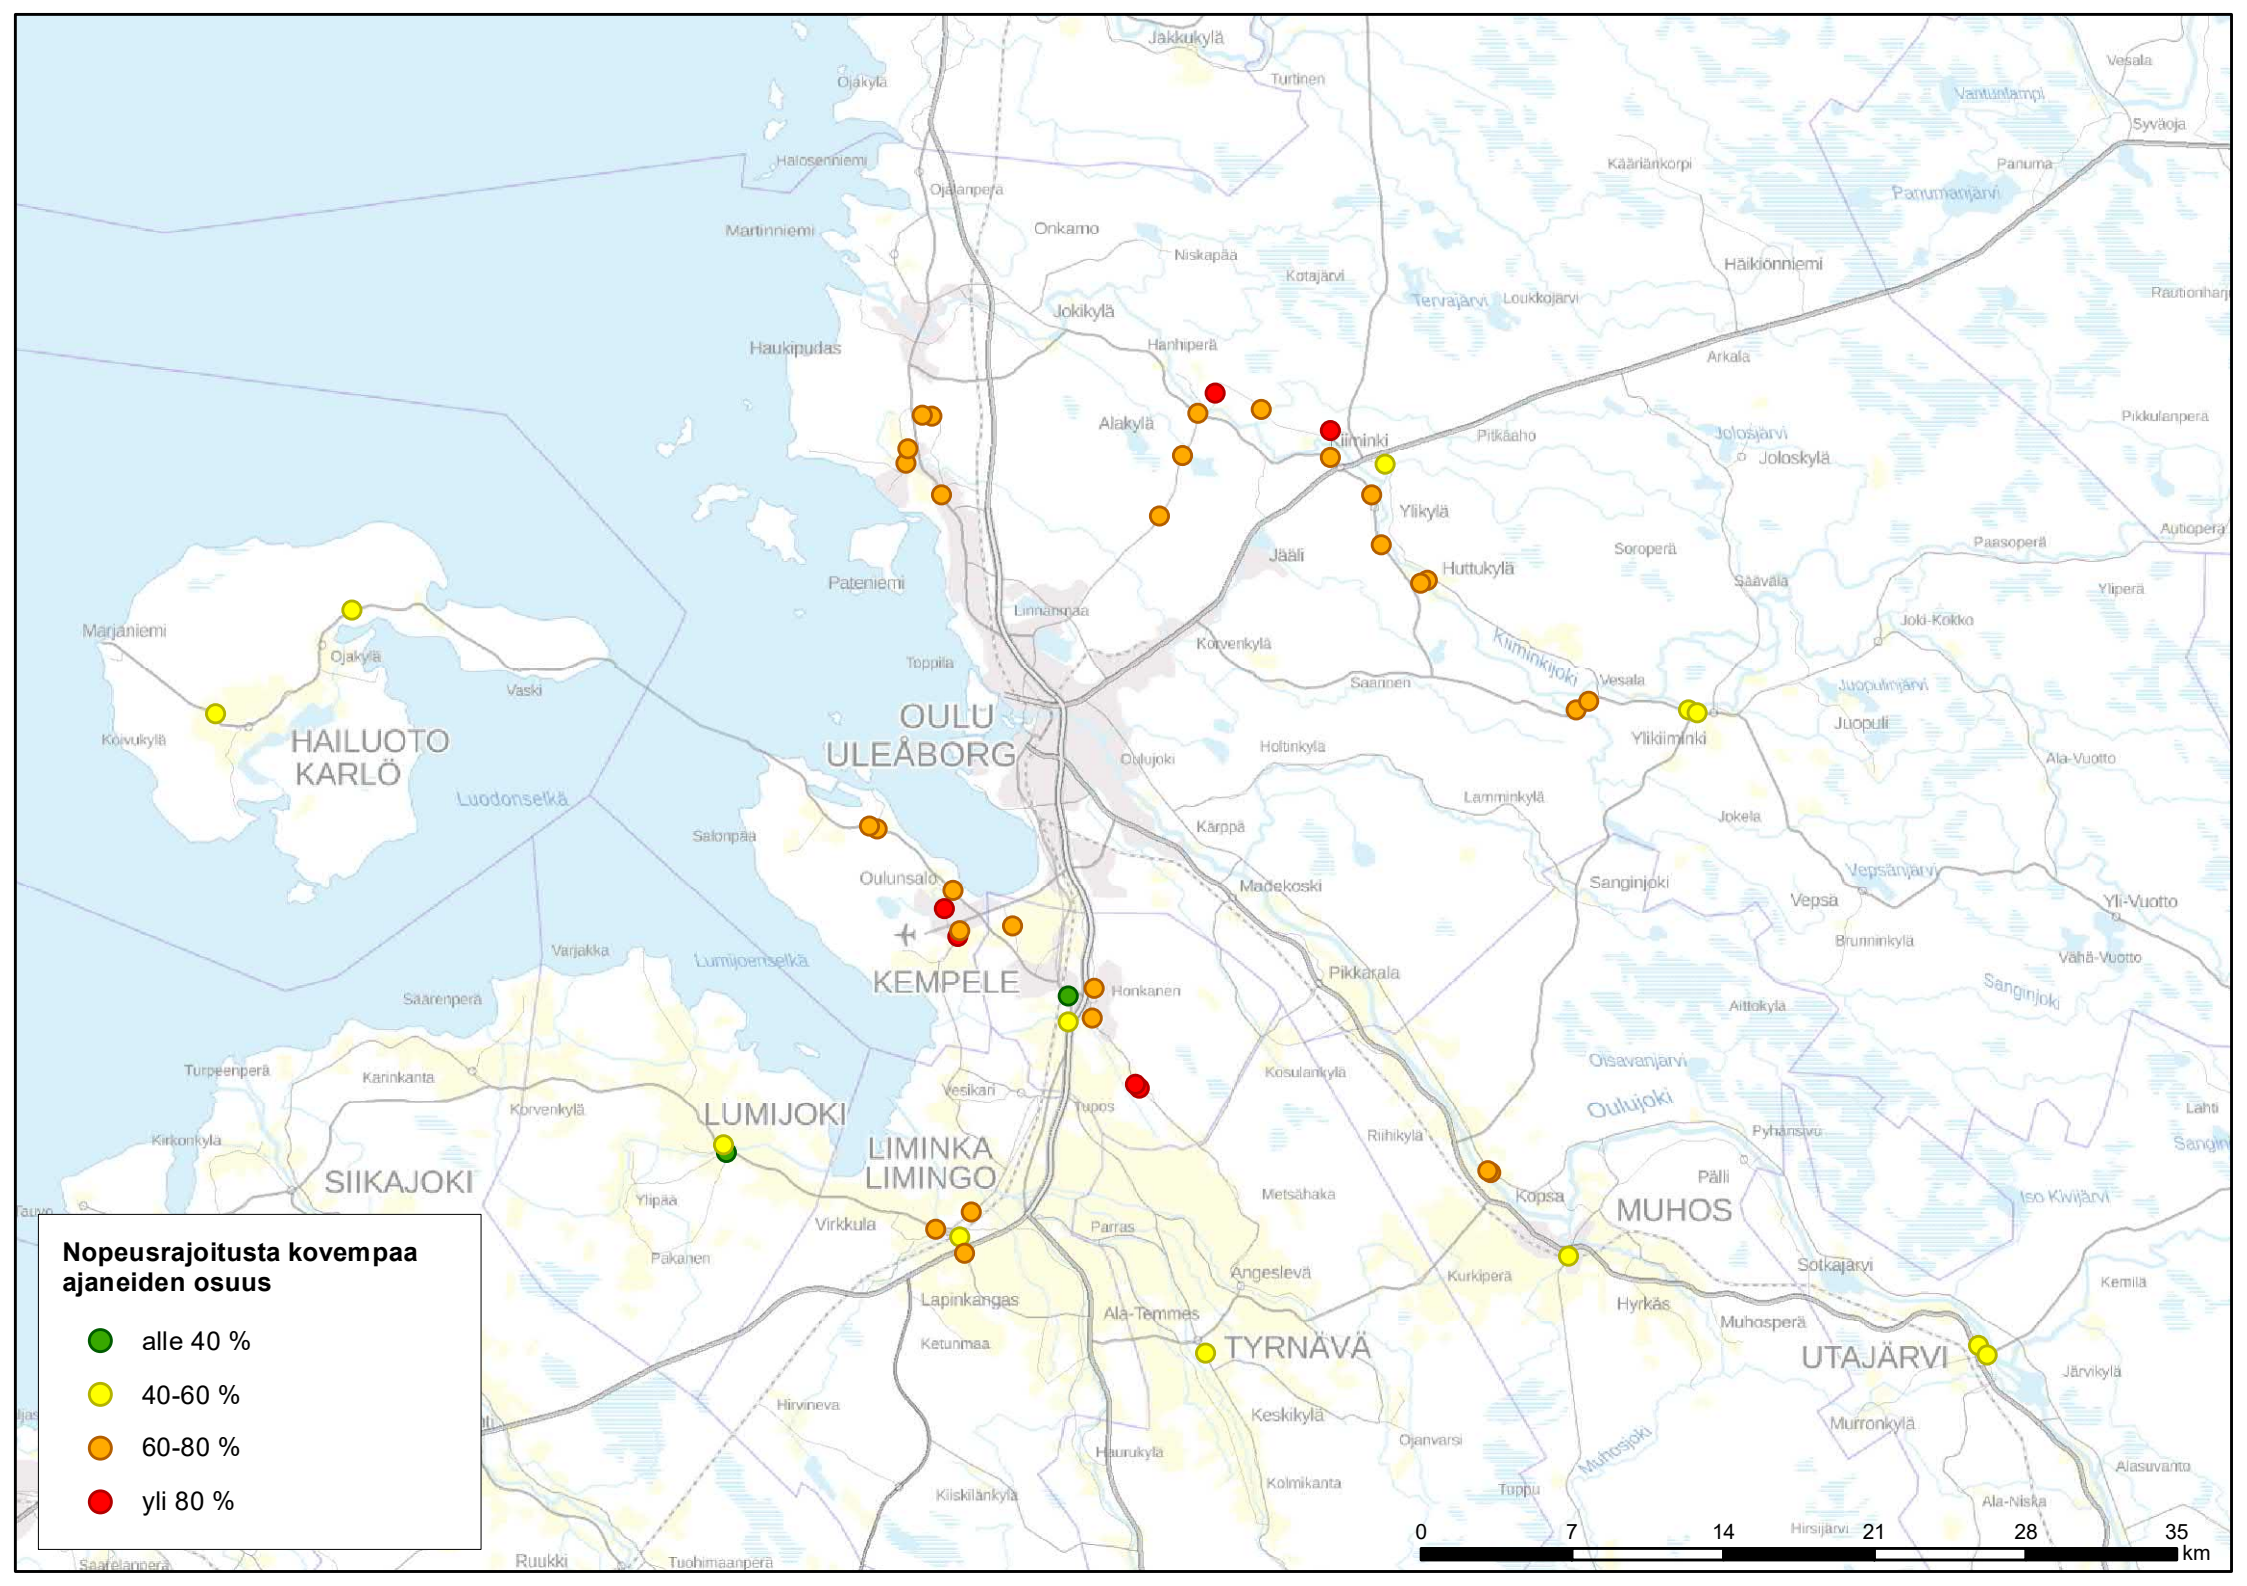 Jakkukylä
Vesala
Ojakylä
Turtinen
Vantunlampi
Syväoja
Halosenniemi
Kääriänkorpi
Panuma
Ojalanperä
Panumanjärvi
Martinniemi
Onkamo
Niskapää
Häikiönniemi
Kotajärvi
Tervajärvi
Loukkojärvi
Rautionharj
Jokikylä
Haukipudas
Hanhiperä
Arkala
Alakylä
Pikkulanperä
Kiiminki
Pitkäaho
Jolosjärvi
Joloskylä
Ylikylä
Autioperä
Jääli
Soroperä
Paasoperä
Pateniemi
Huttukylä
Säävälä
Yliperä
Linnanmaa
Marjaniemi
Joki-Kokko
Korvenkylä
Kiiminkijoki
Ojakylä
Toppila
Vaski
Saarinen
Vesala
Juopulinjärvi
OULU
Juopuli
Koivukylä
HAILUOTO
ULEÅBORG
Holtinkylä
Ylikiiminki
KARLÖ
Oulujoki
Ala-Vuotto
Luodonselkä
Lamminkylä
Salonpää
Kärppä
Jokela
Oulunsalo
Madekoski
Sanginjoki
Vepsänjärvi
Vepsä
Yli-Vuotto
Varjakka
Lumijoenselkä
Brunninkylä
Vähä-Vuotto
KEMPELE
Pikkarala
Säärenperä
Honkanen
Aittokylä
Sanginjoki
Turpeenperä
Karinkanta
Vesikari
Kosulankylä
Oisavanjärvi
Korvenkylä
LUMIJOKI
Tupos
Oulujoki
Lahti
Kirkonkylä
LIMINKA
Riihikylä
Pyhänsivu
Sangin
SIIKAJOKI
LIMINGO
Pälli
Tauvo
Ylipää
Metsähaka
Kopsa
MUHOS
Iso Kivijärvi
Virkkula
Parras
Pakanen
Angeslevä
Kurkiperä
Sotkajärvi
Kemilä
Lapinkangas
Ala-Temmes
Hyrkäs
Muhosperä
Ketunmaa
TYRNÄVÄ
UTAJÄRVI
Järvikylä
Hirvineva
Keskikylä
Murronkylä
Haurukylä
Ojanvarsi
Muhosjoki
Alasuvanto
Kiiskilänkylä
Kolmikanta
Tuppu
Ala-Niska
Hirsijärvi
Ruukki
Tuohimaanperä
Saarelanperä
Nopeusrajoitusta kovempaa
ajaneiden osuus
alle 40 %
40-60 %
60-80 %
yli 80 %
0 7 14 21 28 35
km